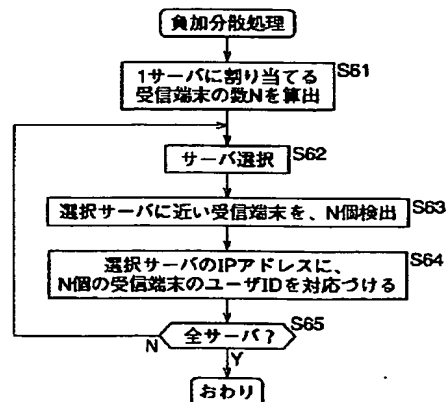 負加分散処理
1サーバに割り当てる
受信端末の数Nを算出
S61
サーバ選択
S62
選択サーバに近い受信端末を、N個検出
S63
選択サーバのIPアドレスに、
N個の受信端末のユーザIDを対応づける
S64
全サーバ?
S65
N
Y
おわり